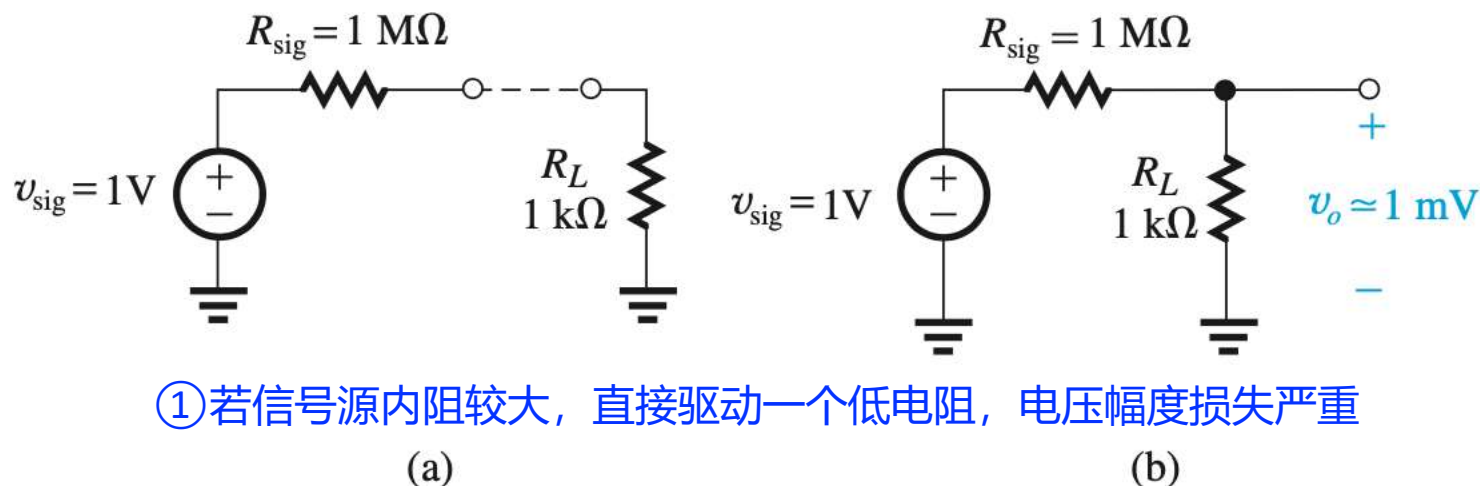 R_sig = 1 MΩ
R_sig = 1 MΩ
v_sig = 1V
+
−
R_L
1 kΩ
v_sig = 1V
+
−
R_L
1 kΩ
+
v_o ≃ 1 mV
−
①若信号源内阻较大，直接驱动一个低电阻，电压幅度损失严重
(a)
(b)